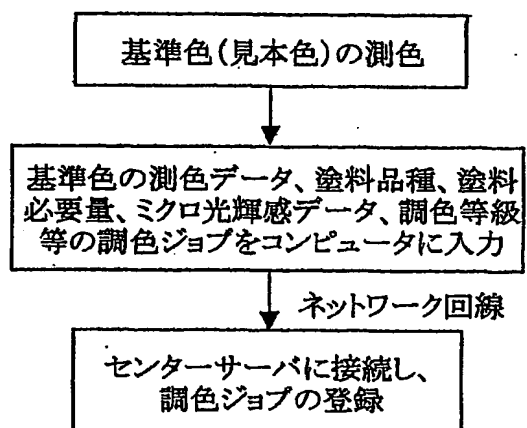 基準色(見本色)の測色
基準色の測色データ、塗料品種、塗料
必要量、ミクロ光輝感データ、調色等級
等の調色ジョブをコンピュータに入力
ネットワーク回線
センターサーバに接続し、
調色ジョブの登録